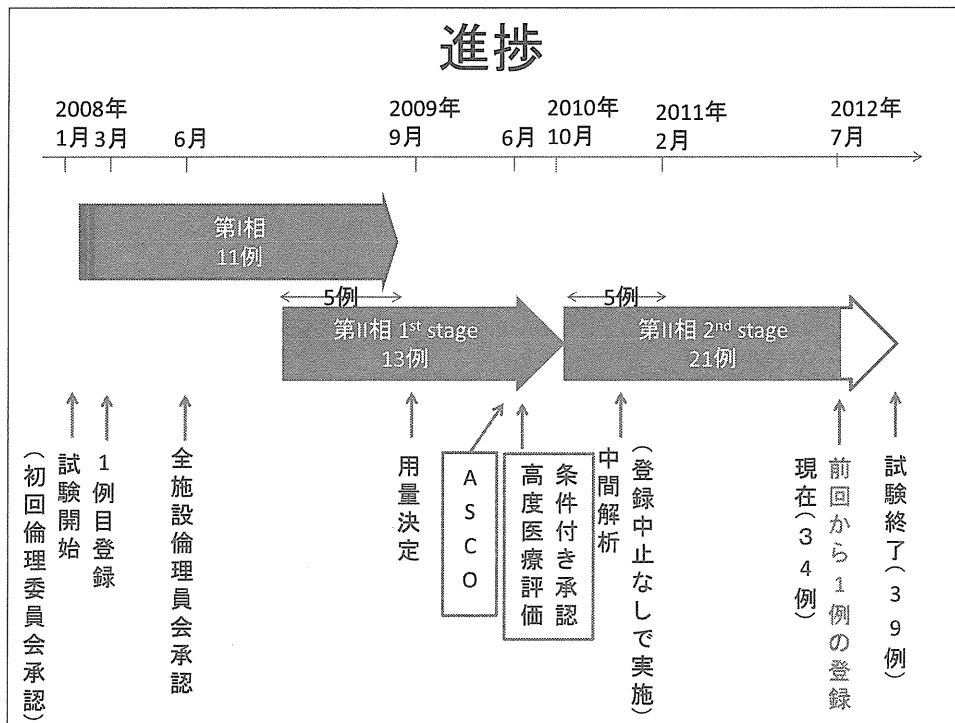 進捗
2008年
1月 3月
6月
2009年
9月
6月
2010年
10月
2011年
2月
2012年
7月
第I相
11例
5例
第II相 1st stage
13例
5例
第II相 2nd stage
21例
試験開始
（初回倫理委員会承認）
1例目登録
全施設倫理員会承認
用量決定
ASCO
条件付き承認
高度医療評価
中間解析
（登録中止なしで実施）
前回から1例の登録
現在（34例）
試験終了（39例）